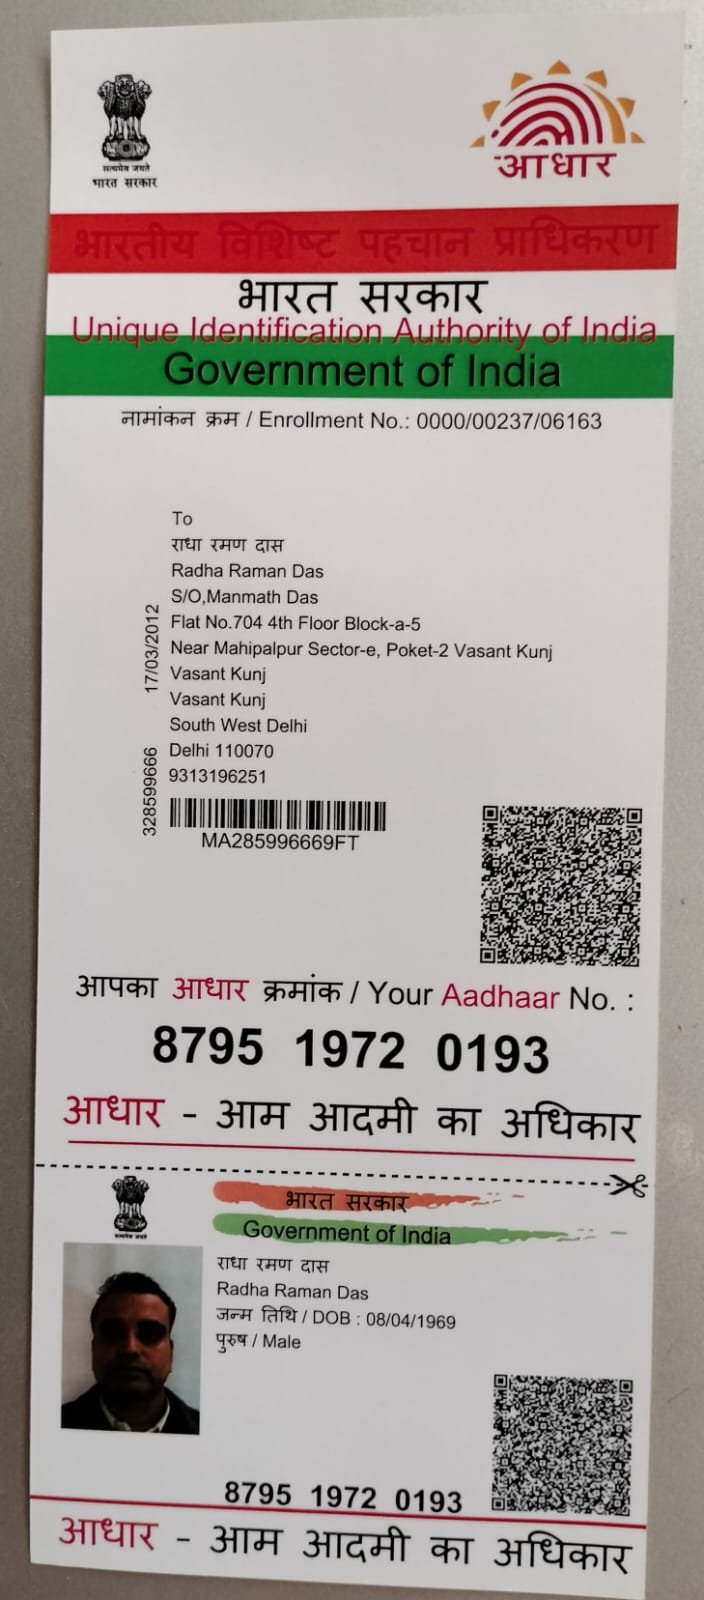 सत्यमेव जयते
भारत सरकार
आधार
भारतीय विशिष्ट पहचान प्राधिकरण
भारत सरकार
Unique Identification Authority of India
Government of India
नामांकन क्रम / Enrollment No.: 0000/00237/06163
To
राधा रमण दास
Radha Raman Das
S/O,Manmath Das
Flat No.704 4th Floor Block-a-5
Near Mahipalpur Sector-e, Poket-2 Vasant Kunj
Vasant Kunj
Vasant Kunj
South West Delhi
Delhi 110070
9313196251
17/03/2012
328599666
MA285996669FT
आपका आधार क्रमांक / Your Aadhaar No. :
8795 1972 0193
आधार - आम आदमी का अधिकार
सत्यमेव जयते
भारत सरकार
Government of India
राधा रमण दास
Radha Raman Das
जन्म तिथि / DOB : 08/04/1969
पुरुष / Male
8795 1972 0193
आधार - आम आदमी का अधिकार